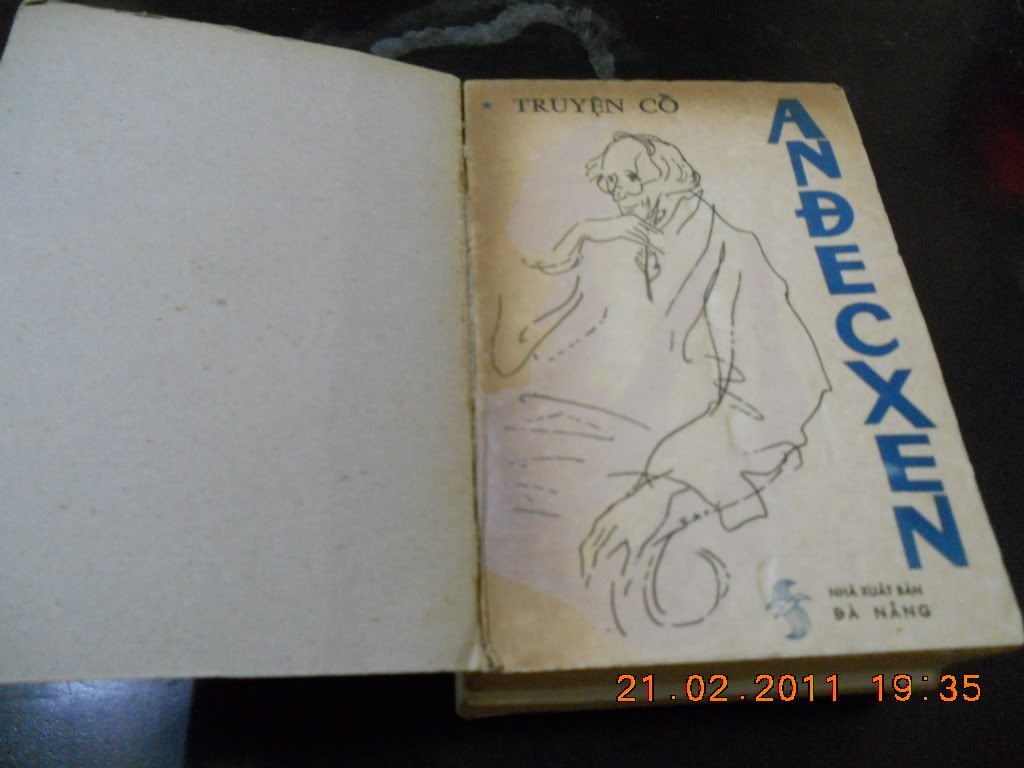 TRUYỆN CỔ
ANĐECXEN
NHÀ XUẤT BẢN
ĐÀ NẴNG
21.02.2011 19:35